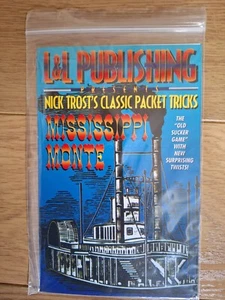 L&L PUBLISHING
PRESENTS
NICK TROST'S CLASSIC PACKET TRICKS
MISSISSIPPI
MONTE
THE
"OLD
SUCKER
GAME"
WITH
NEW
SURPRISING
TWISTS!